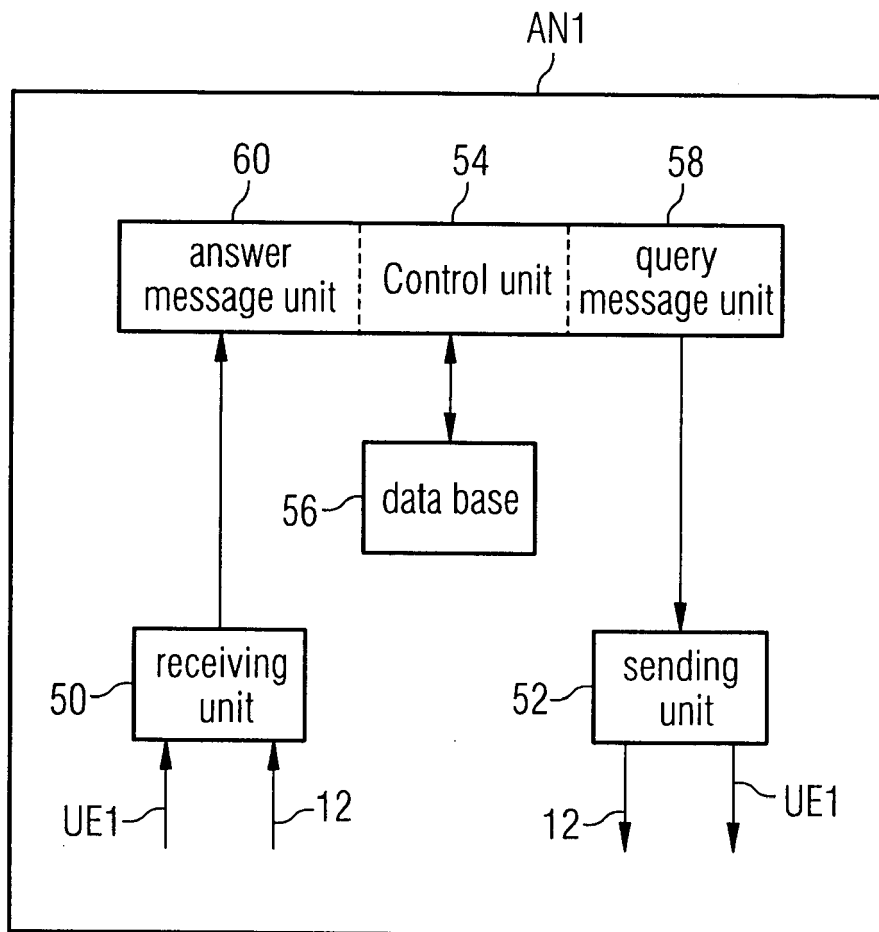 AN1
60
54
58
answer
message unit
Control unit
query
message unit
56
data base
50
receiving
unit
52
sending
unit
UE1
12
12
UE1